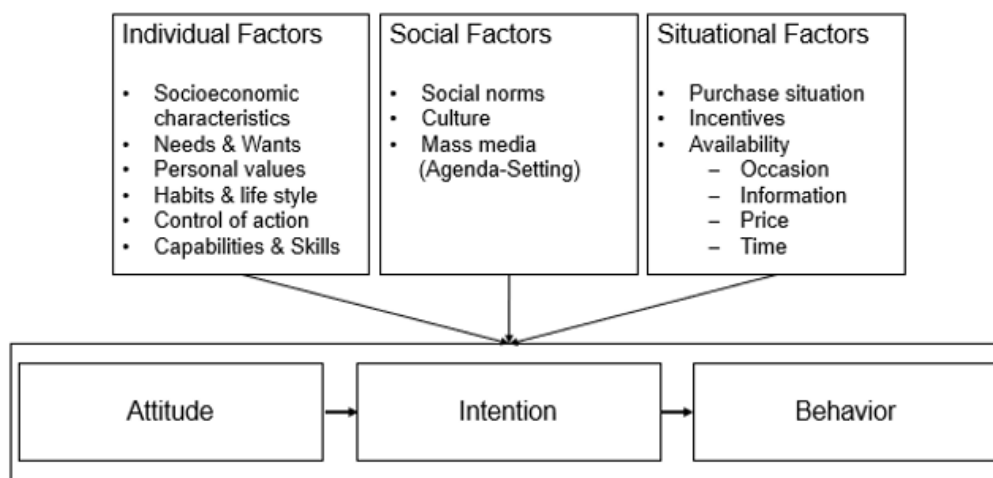 Individual Factors
• Socioeconomic
characteristics
• Needs & Wants
• Personal values
• Habits & life style
• Control of action
• Capabilities & Skills
Social Factors
• Social norms
• Culture
• Mass media
(Agenda-Setting)
Situational Factors
• Purchase situation
• Incentives
• Availability
– Occasion
– Information
– Price
– Time
Attitude
Intention
Behavior